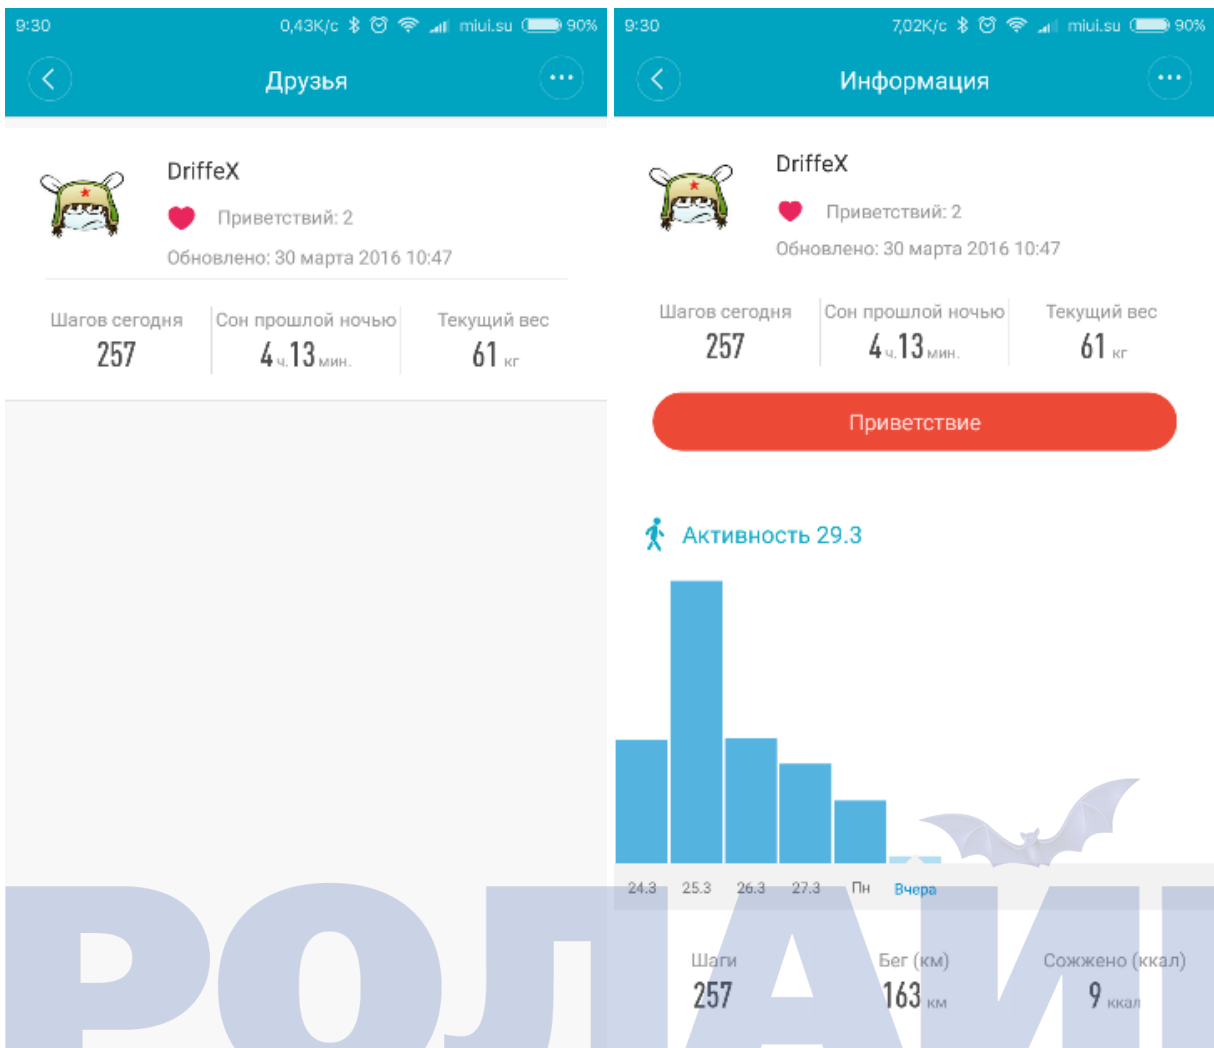 9:30 0,43K/c miui.su 90%
Друзья
DriffeX
Приветствий: 2
Обновлено: 30 марта 2016 10:47
Шагов сегодня Сон прошлой ночью Текущий вес
257 4 ч. 13 мин. 61 кг
9:30 7,02K/c miui.su 90%
Информация
DriffeX
Приветствий: 2
Обновлено: 30 марта 2016 10:47
Шагов сегодня Сон прошлой ночью Текущий вес
257 4 ч. 13 мин. 61 кг
Приветствие
Активность 29.3
24.3 25.3 26.3 27.3 Пн Вчера
Шаги Бег (км) Сожжено (ккал)
257 163 км 9 ккал
РОЛАЙ